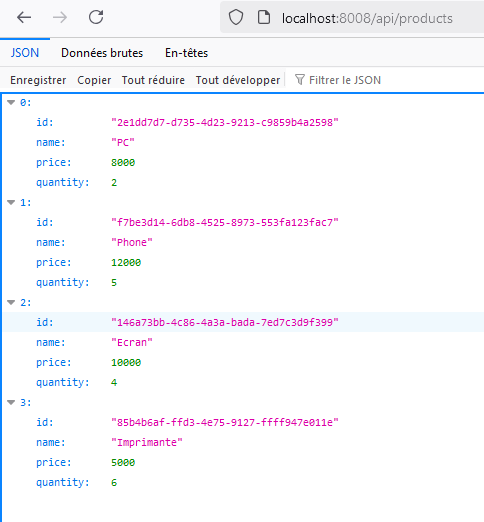 localhost:8008/api/products
JSON Données brutes En-têtes
Enregistrer Copier Tout réduire Tout développer Filtrer le JSON
0:
id: "2e1dd7d7-d735-4d23-9213-c9859b4a2598"
name: "PC"
price: 8000
quantity: 2
1:
id: "f7be3d14-6db8-4525-8973-553fa123fac7"
name: "Phone"
price: 12000
quantity: 5
2:
id: "146a73bb-4c86-4a3a-bada-7ed7c3d9f399"
name: "Ecran"
price: 10000
quantity: 4
3:
id: "85b4b6af-ffd3-4e75-9127-ffff947e011e"
name: "Imprimante"
price: 5000
quantity: 6